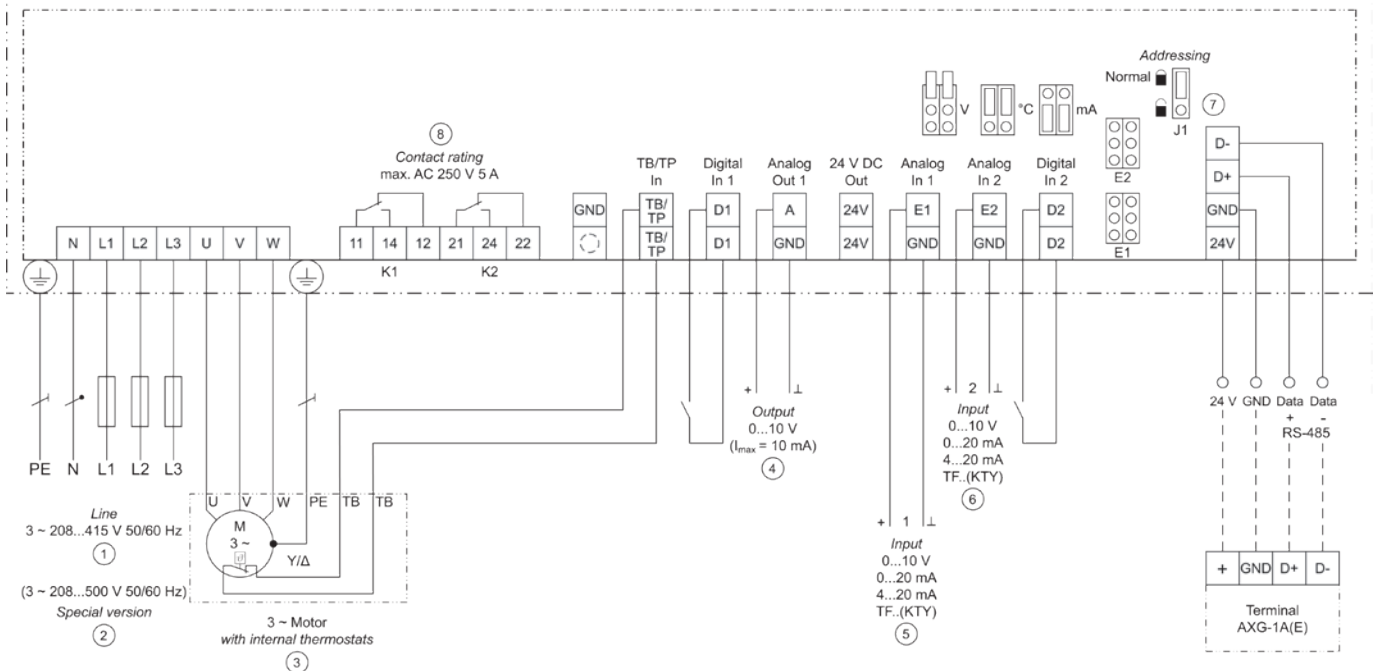 Addressing
Normal
V
°C
mA
J1
7
8
Contact rating
max. AC 250 V 5 A
TB/TP
In
Digital
In 1
Analog
Out 1
24 V DC
Out
Analog
In 1
Analog
In 2
Digital
In 2
E2
E1
D-
D+
GND
24V
N L1 L2 L3 U V W
11 14 12 21 24 22
K1 K2
GND
TB/
TP
TB/
TP
D1
D1
A
GND
24V
24V
E1
GND
E2
GND
D2
D2
PE N L1 L2 L3
Line
3 ~ 208...415 V 50/60 Hz
1
(3 ~ 208...500 V 50/60 Hz)
Special version
2
U V W PE TB TB
M
3 ~
ϑ
Y/Δ
3 ~ Motor
with internal thermostats
3
+ ⊥
Output
0...10 V
(Imax = 10 mA)
4
+ 1 ⊥
Input
0...10 V
0...20 mA
4...20 mA
TF..(KTY)
5
+ 2 ⊥
Input
0...10 V
0...20 mA
4...20 mA
TF..(KTY)
6
24 V GND Data Data
+ -
RS-485
+ GND D+ D-
Terminal
AXG-1A(E)